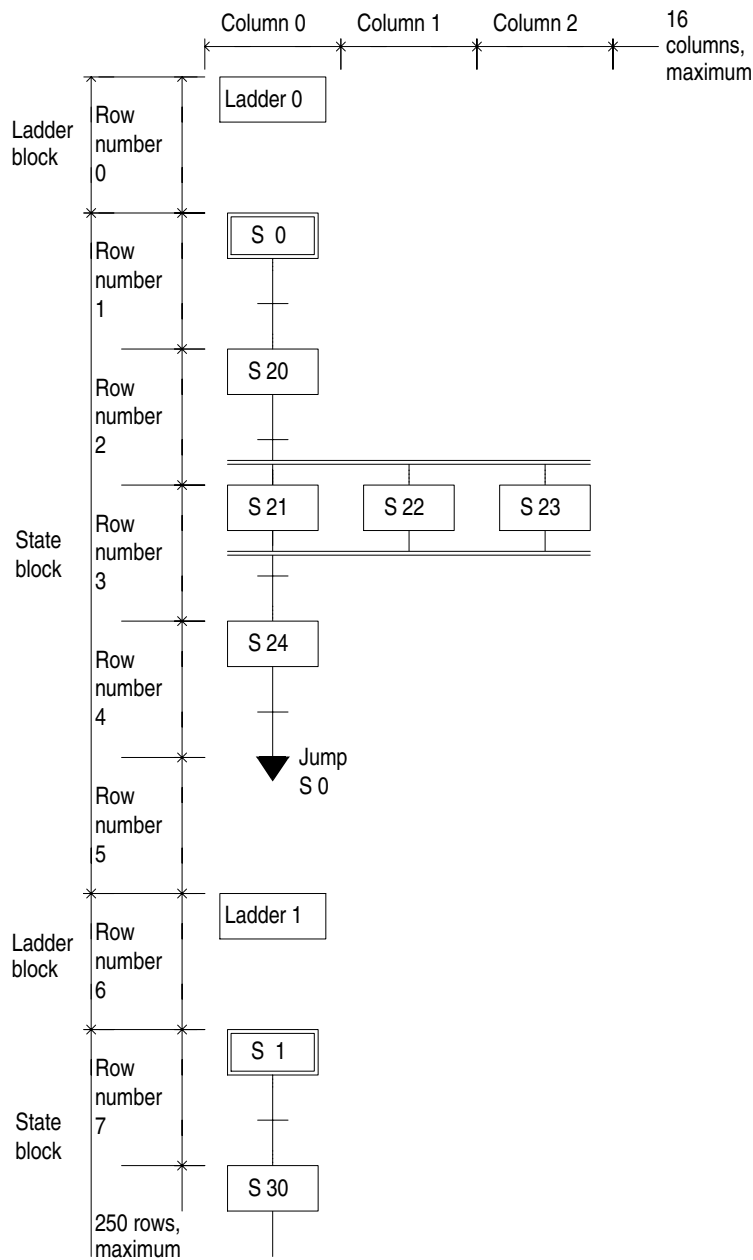 Column 0
Column 1
Column 2
16
columns,
maximum
Ladder
block
Row
number
0
Ladder 0
Row
number
1
S 0
Row
number
2
S 20
State
block
Row
number
3
S 21
S 22
S 23
Row
number
4
S 24
Jump
S 0
Row
number
5
Ladder
block
Row
number
6
Ladder 1
Row
number
7
S 1
State
block
S 30
250 rows,
maximum